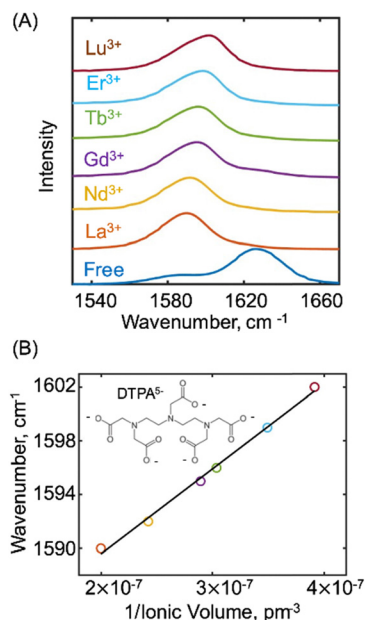 (A)
Lu³⁺
Er³⁺
Tb³⁺
Gd³⁺
Nd³⁺
La³⁺
Free
Intensity
1540 1580 1620 1660
Wavenumber, cm ⁻¹
(B)
1602
1598
1594
1590
Wavenumber, cm⁻¹
DTPA⁵⁻
O O - O - O -
N N N
- O O O O
O - - O
2×10⁻⁷ 3×10⁻⁷ 4×10⁻⁷
1/Ionic Volume, pm⁻³